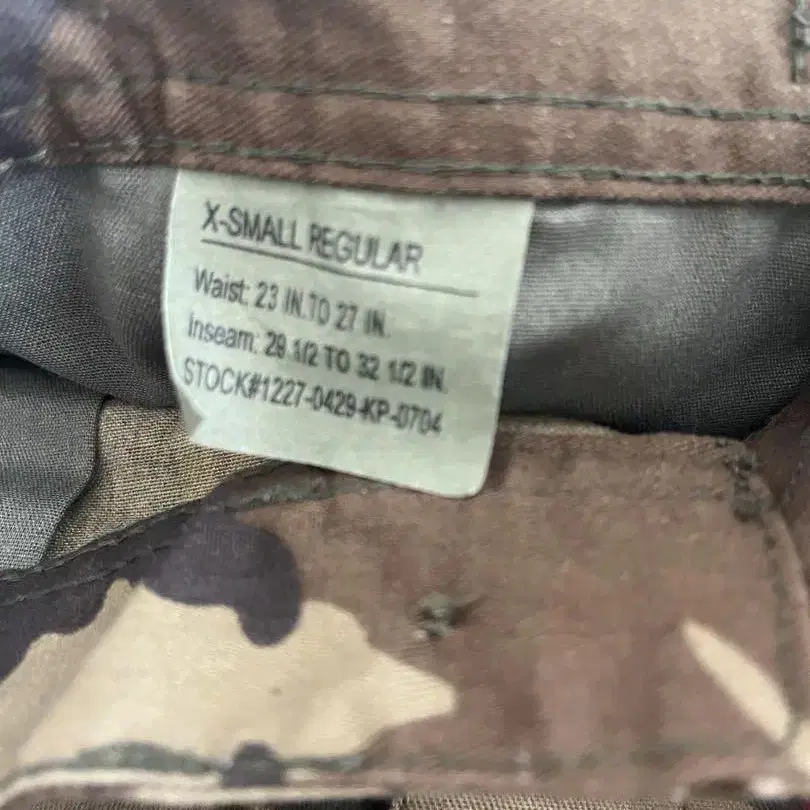 X-SMALL REGULAR
Waist: 23 IN.TO 27 IN.
Inseam: 29 1/2 TO 32 1/2 IN.
STOCK#1227-0429-KP-0704